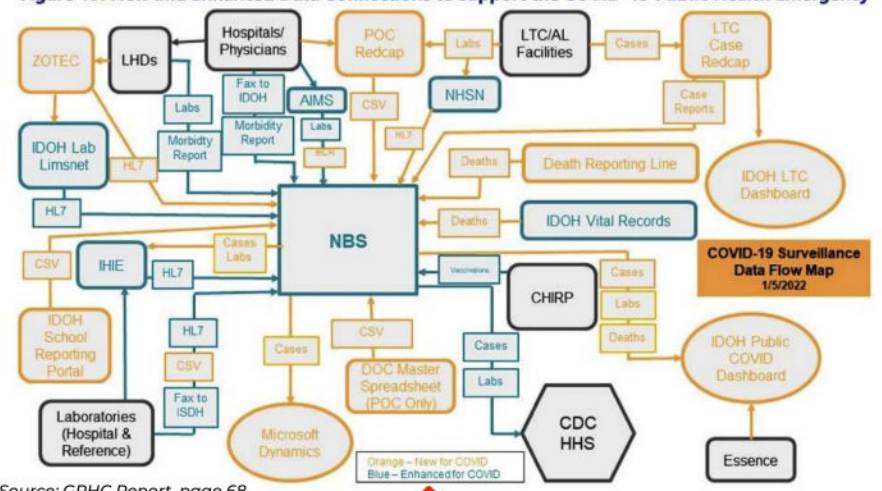 ZOTEC
LHDs
Hospitals/
Physicians
POC
Redcap
Labs
LTC/AL
Facilities
Cases
LTC
Case
Redcap
Labs
Morbidty
Report
Fax to
IDOH
Morbidity
Report
AIMS
Labs
CSV
NHSN
HL7
Case
Reports
IDOH Lab
Limsnet
HL7
HL7
Deaths
Death Reporting Line
IDOH LTC
Dashboard
Deaths
IDOH Vital Records
NBS
CSV
IHIE
Cases
Labs
HL7
Vaccinations
CHIRP
COVID-19 Surveillance
Data Flow Map
1/5/2022
Cases
Labs
Deaths
IDOH
School
Reporting
Portal
HL7
CSV
Fax to
ISDH
Cases
CSV
DOC Master
Spreadsheet
(POC Only)
Cases
Labs
IDOH Public
COVID
Dashboard
Laboratories
(Hospital &
Reference)
Microsoft
Dynamics
CDC
HHS
Essence
Orange – New for COVID
Blue – Enhanced for COVID